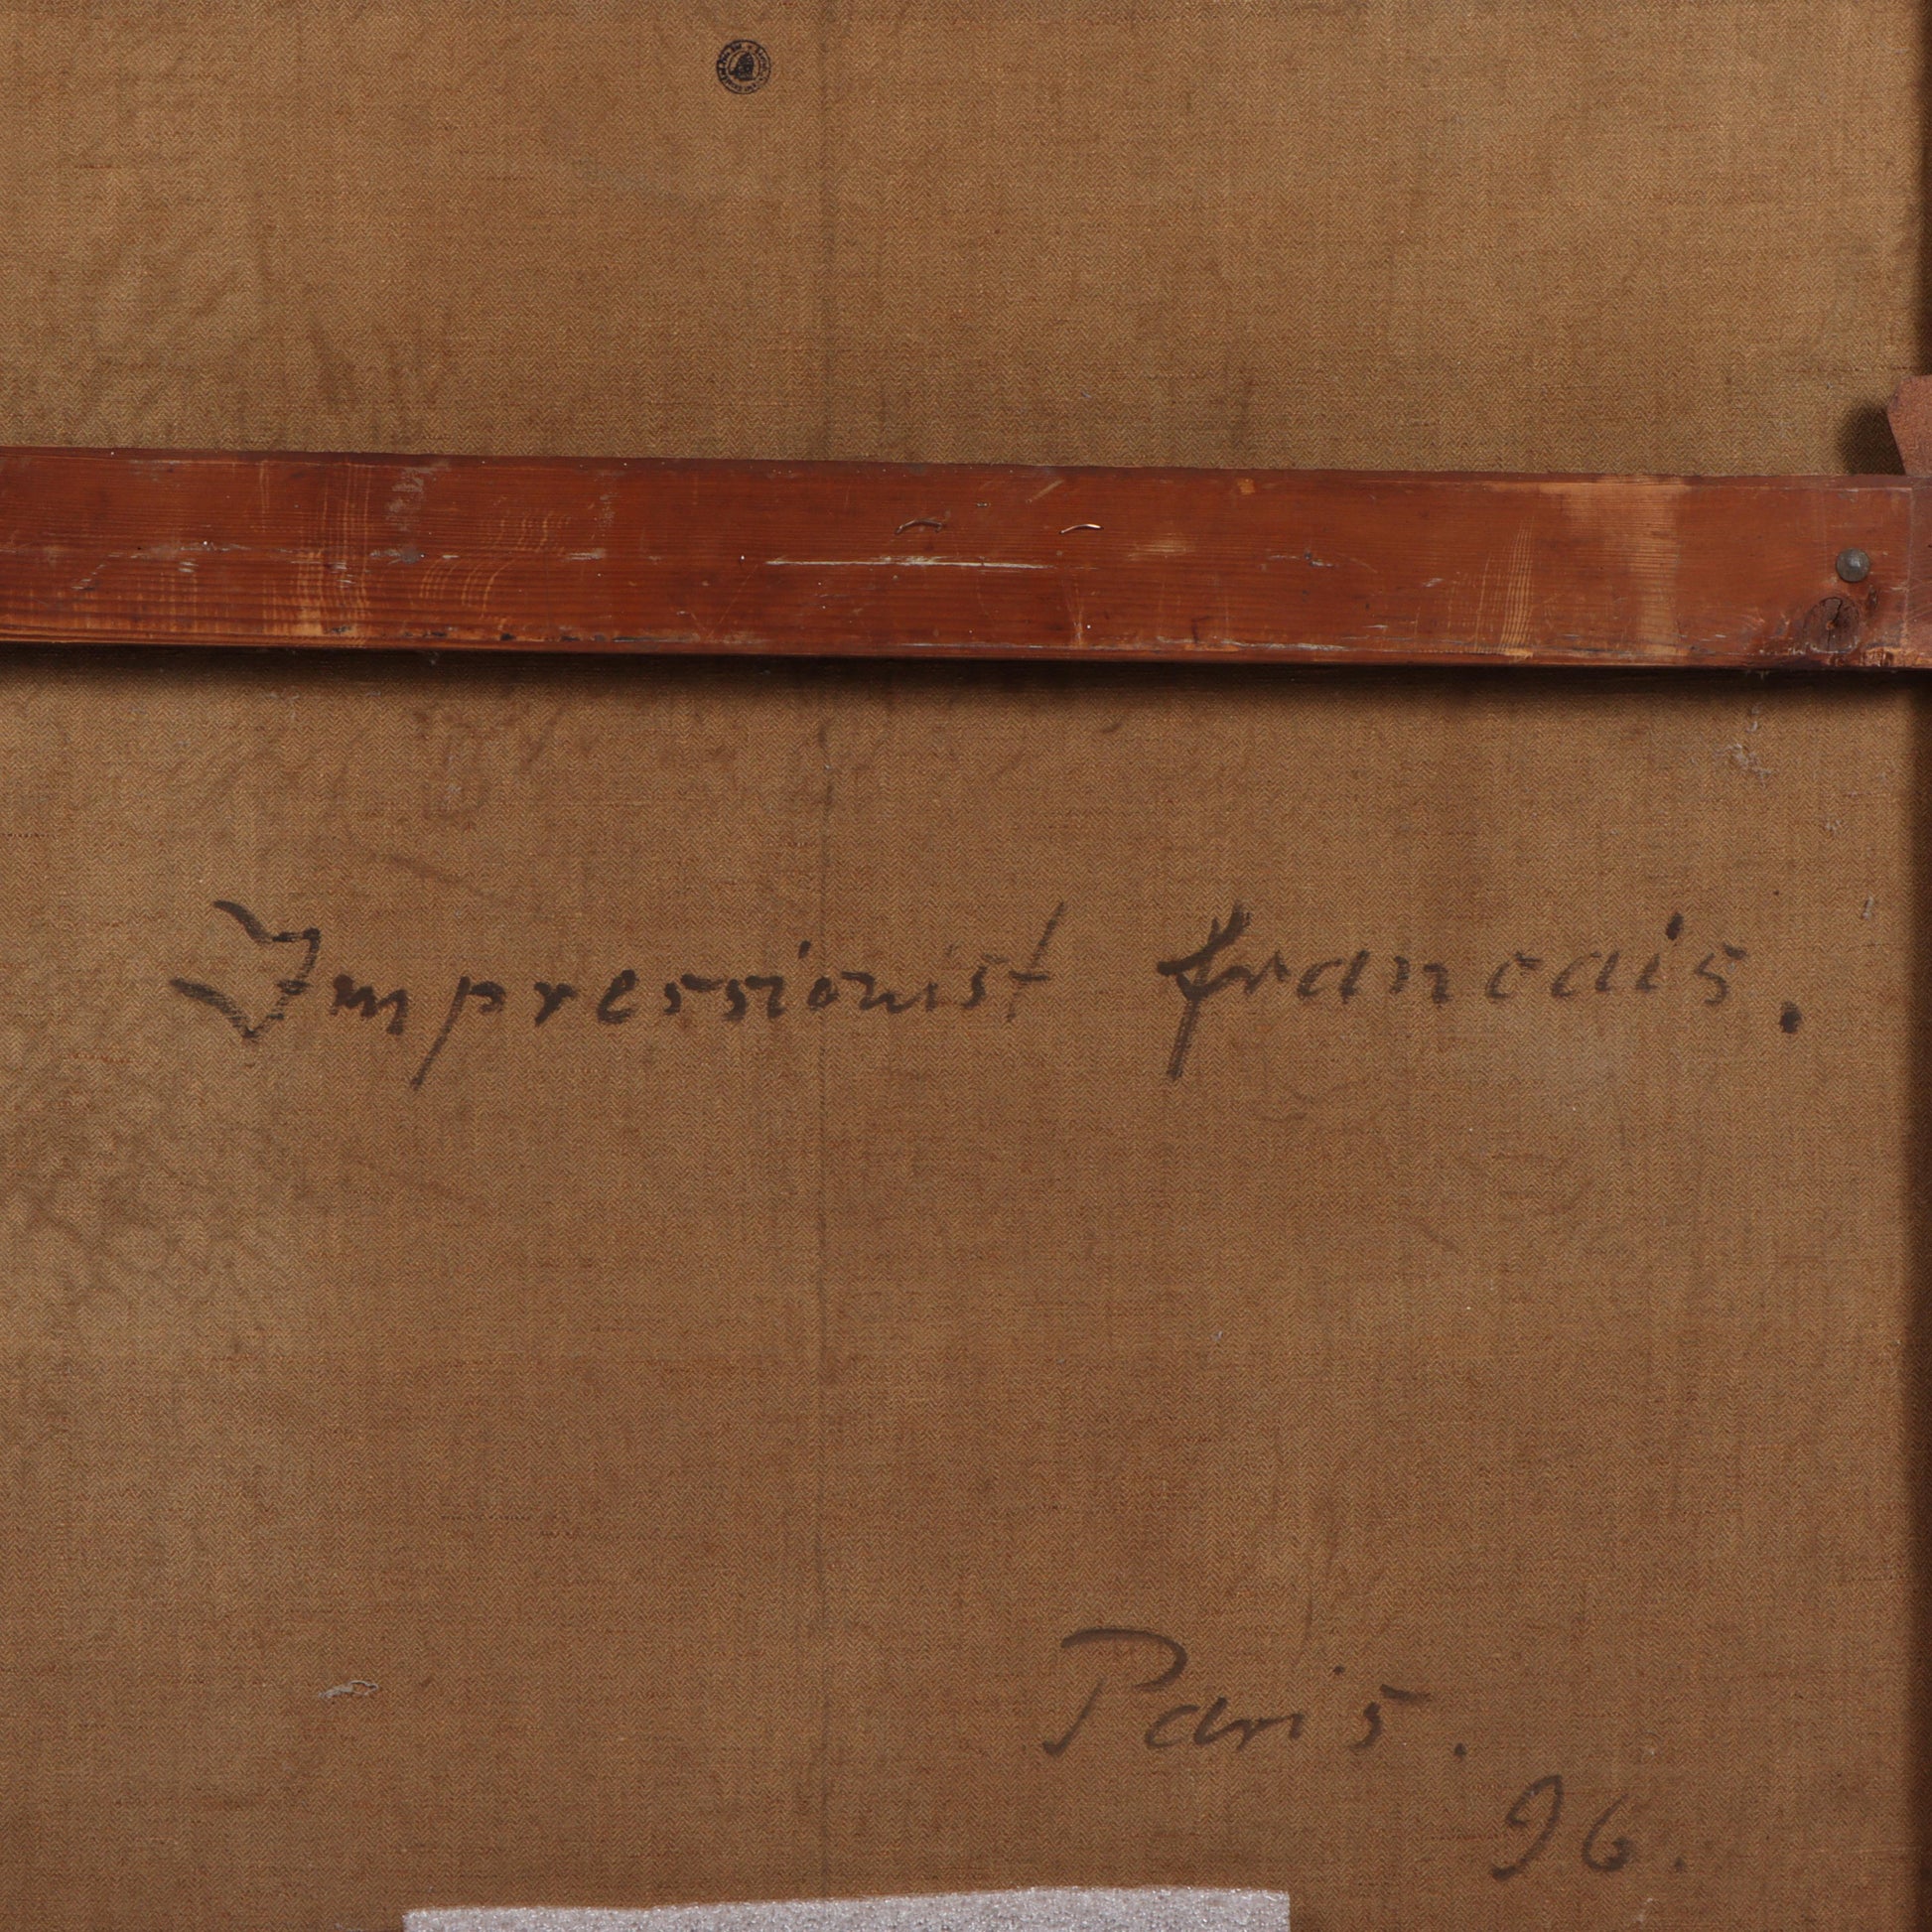 Impressionist francais.
Paris.
96.